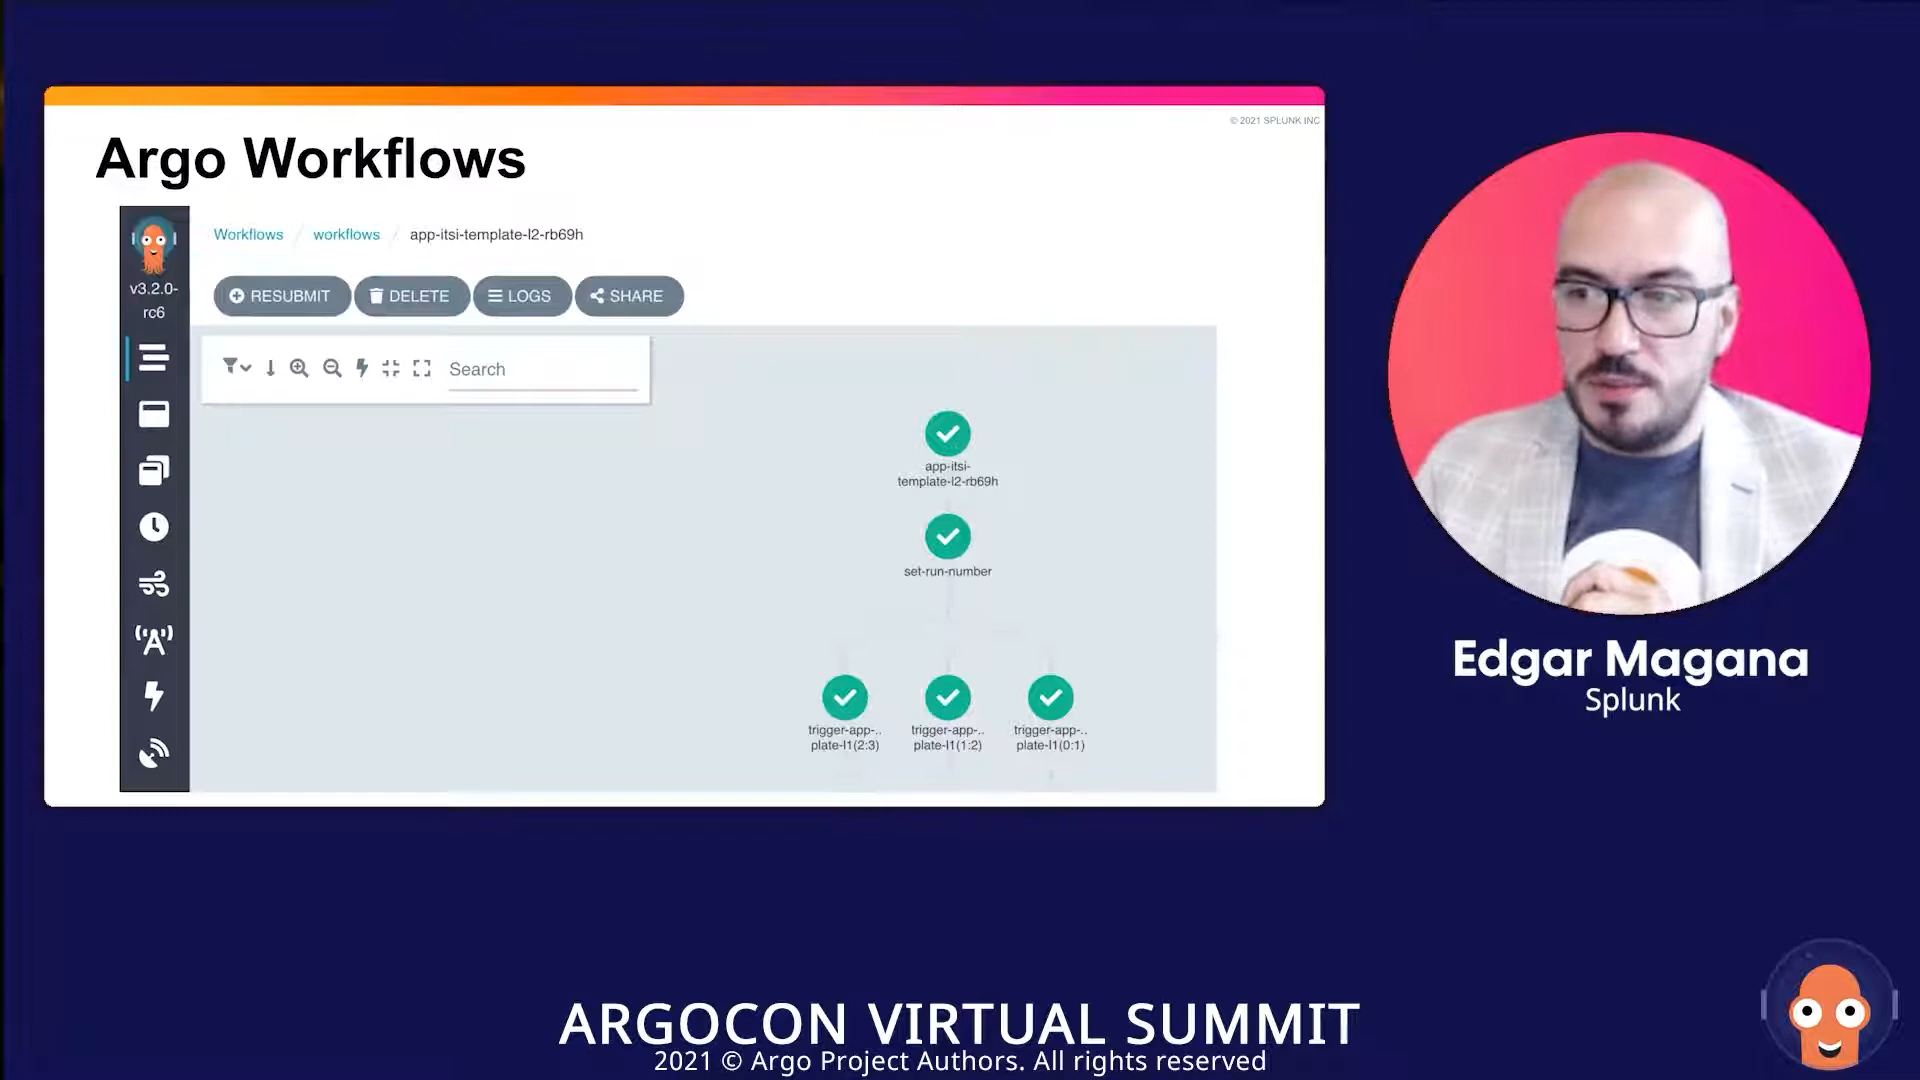 © 2021 SPLUNK INC
Argo Workflows
Workflows / workflows / app-itsi-template-l2-rb69h
v3.2.0-
rc6
RESUBMIT DELETE LOGS SHARE
Search
app-itsi-
template-l2-rb69h
set-run-number
trigger-app-.. trigger-app-.. trigger-app-..
plate-l1(2:3) plate-l1(1:2) plate-l1(0:1)
Edgar Magana
Splunk
ARGOCON VIRTUAL SUMMIT
2021 © Argo Project Authors. All rights reserved